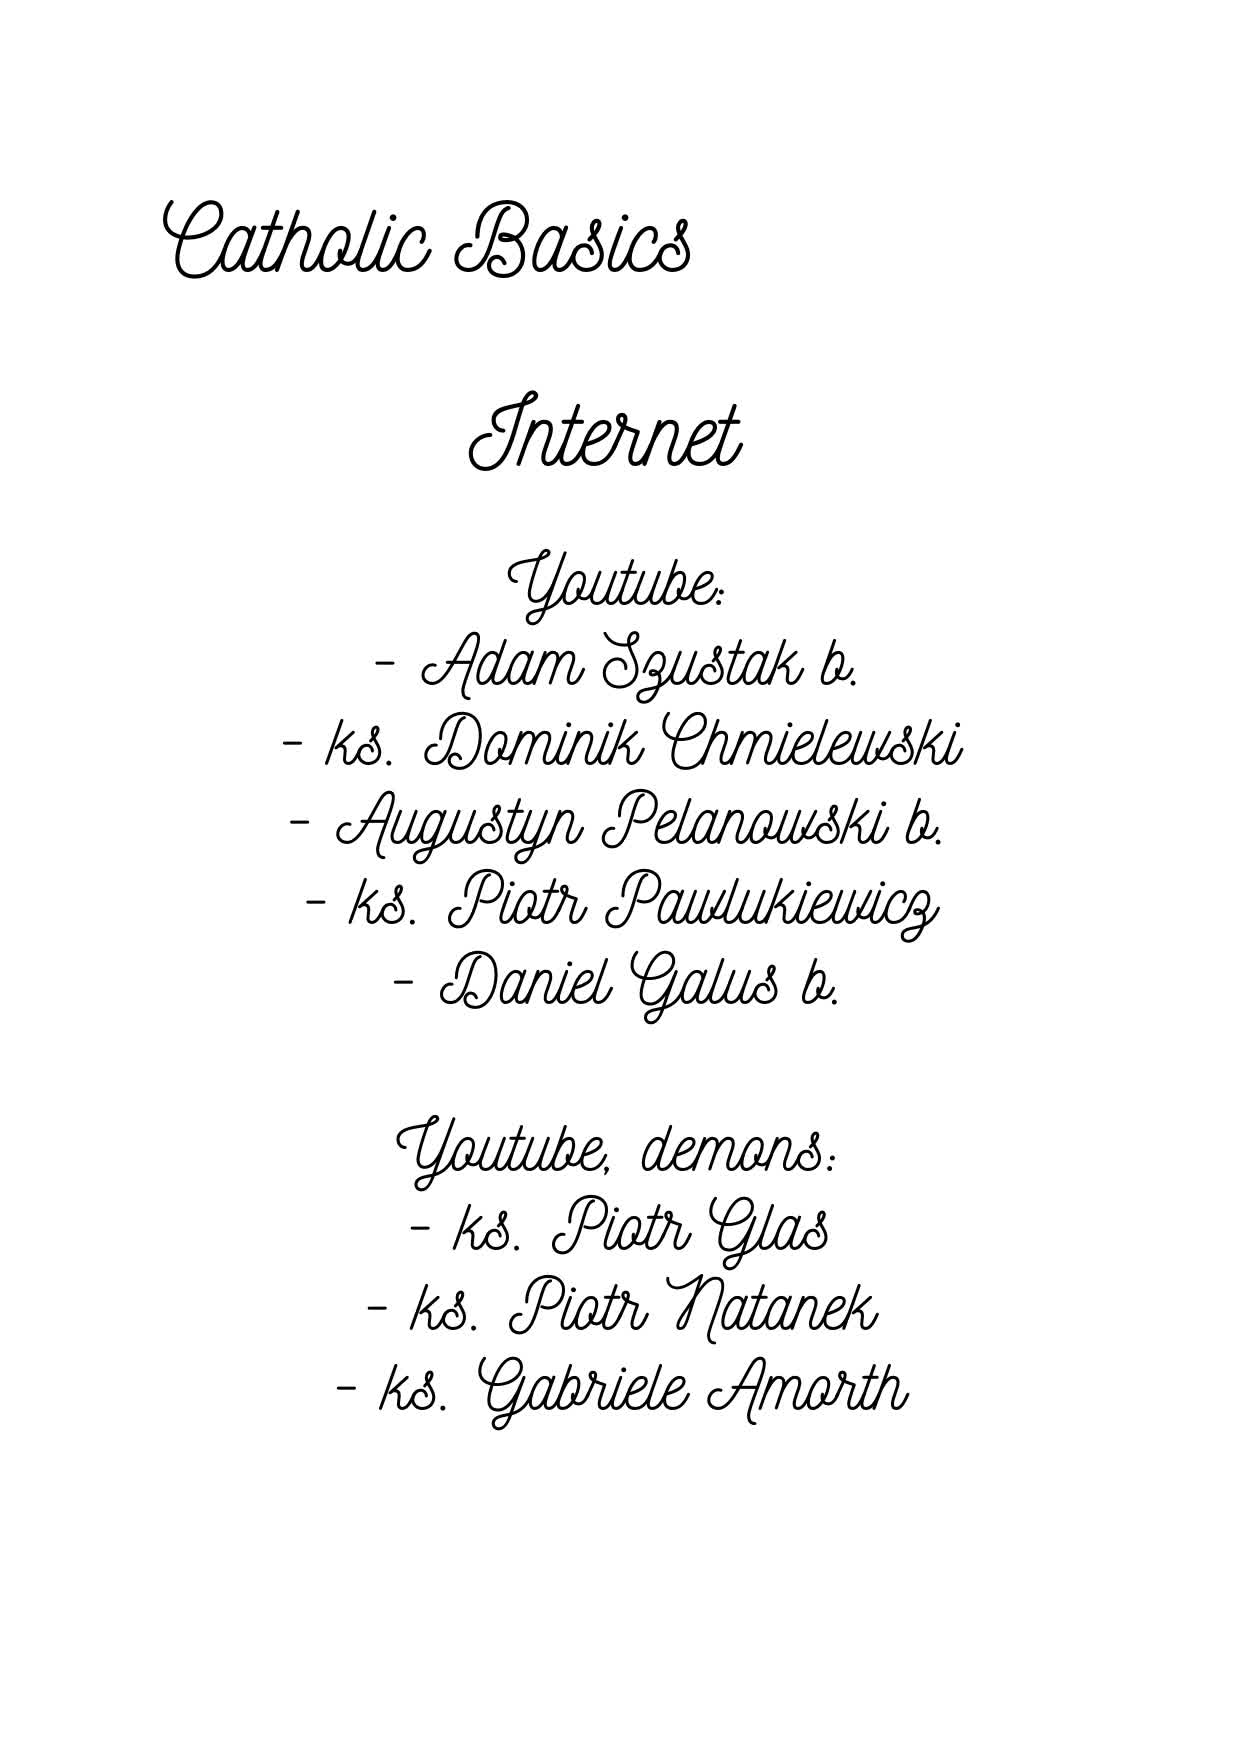 Catholic Basics
Internet
Youtube:
- Adam Szustak b.
- ks. Dominik Chmielewski
- Augustyn Pelanowski b.
- ks. Piotr Pawlukiewicz
- Daniel Galus b.
Youtube, demons:
- ks. Piotr Glas
- ks. Piotr Natanek
- ks. Gabriele Amorth